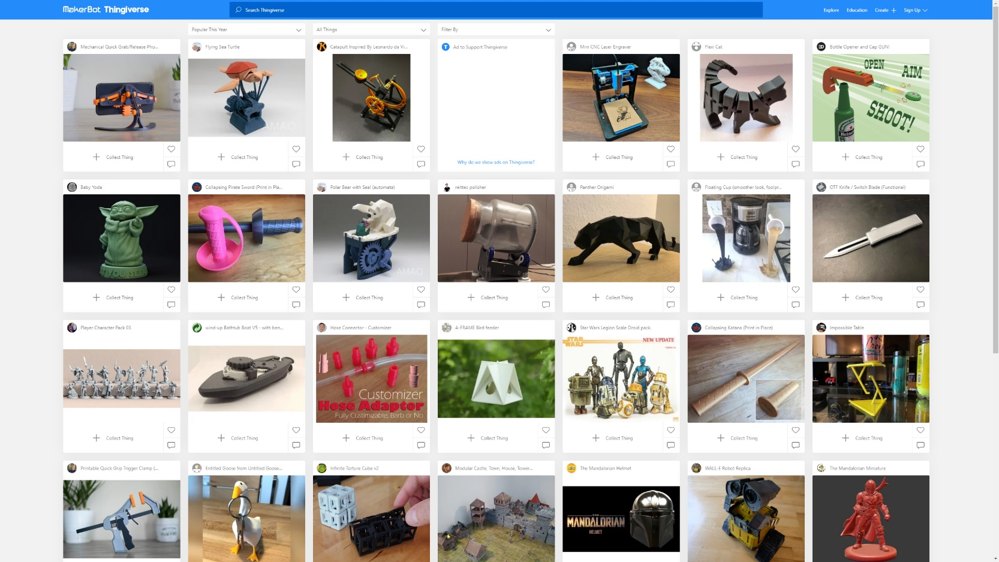 MakerBot Thingiverse
Search Thingiverse
Explore
Education
Create
Sign Up
Popular This Year
All Things
Filter By
Mechanical Quick Grab/Release Pho...
Flying Sea Turtle
Catapult Inspired By Leonardo da Vi...
Ad to Support Thingiverse
Mini CNC Laser Engraver
Flexi Cat
Bottle Opener and Cap GUN!
AMAO
OPEN
AIM
SHOOT!
Heineken
Why do we show ads on Thingiverse?
Collect Thing
Collect Thing
Collect Thing
Collect Thing
Collect Thing
Collect Thing
Baby Yoda
Collapsing Pirate Sword (Print in Pla...
Polar Bear with Seal (automata)
reittec polisher
Panther Origami
Floating Cup (smoother look, foolpr...
OTF Knife / Switch Blade (Functional)
AMAO
Collect Thing
Collect Thing
Collect Thing
Collect Thing
Collect Thing
Collect Thing
Collect Thing
Player Character Pack 03
wind-up Bathtub Boat V5 - with ben...
Hose Connector - Customizer
A-FRAME Bird feeder
Star Wars Legion Scale Droid pack.
Collapsing Katana (Print in Place)
Impossible Table
Customizer
Hose Adaptor
Fully Custimizable, Barb or No
STAR WARS
NEW UPDATE
Collect Thing
Collect Thing
Collect Thing
Collect Thing
Collect Thing
Collect Thing
Collect Thing
Printable Quick Grip Trigger Clamp (...
Entitled Goose from Untitled Goose...
Infinite Torture Cube v2
Modular Castle, Town, House, Tower...
The Mandalorian Helmet
WALL-E Robot Replica
The Mandalorian Miniature
THE
MANDALORIAN
HELMET